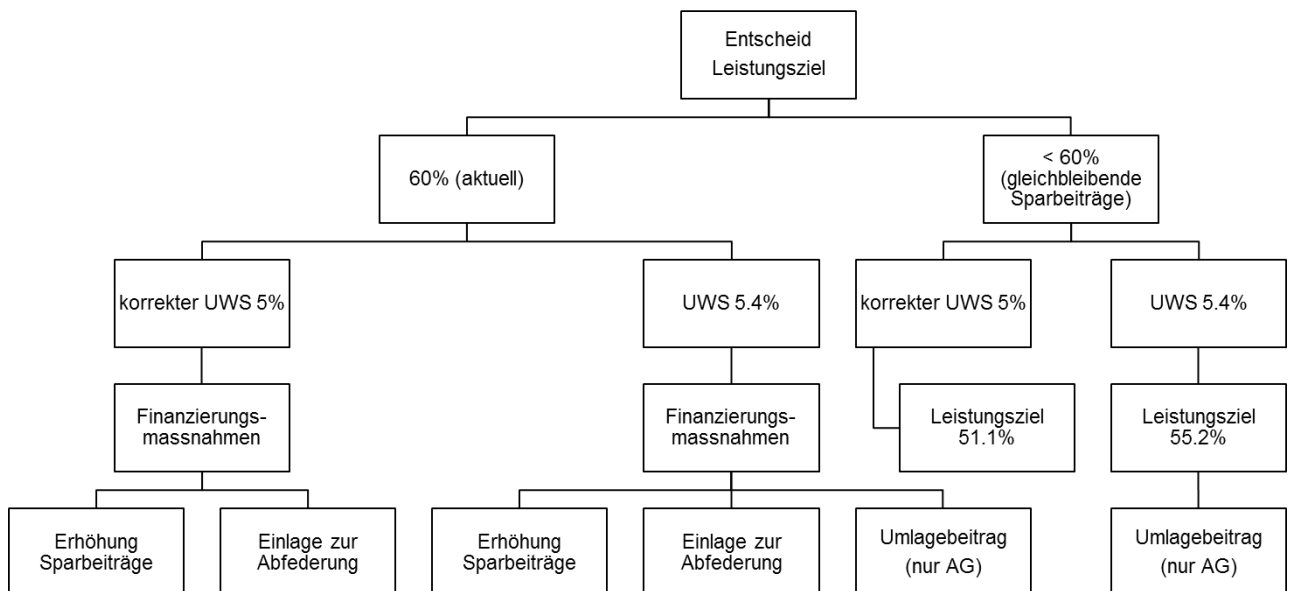 Entscheid
Leistungsziel
60% (aktuell)
< 60%
(gleichbleibende
Sparbeiträge)
korrekter UWS 5%
UWS 5.4%
korrekter UWS 5%
UWS 5.4%
Finanzierungs-
massnahmen
Finanzierungs-
massnahmen
Leistungsziel
51.1%
Leistungsziel
55.2%
Erhöhung
Sparbeiträge
Einlage zur
Abfederung
Erhöhung
Sparbeiträge
Einlage zur
Abfederung
Umlagebeitrag
(nur AG)
Umlagebeitrag
(nur AG)